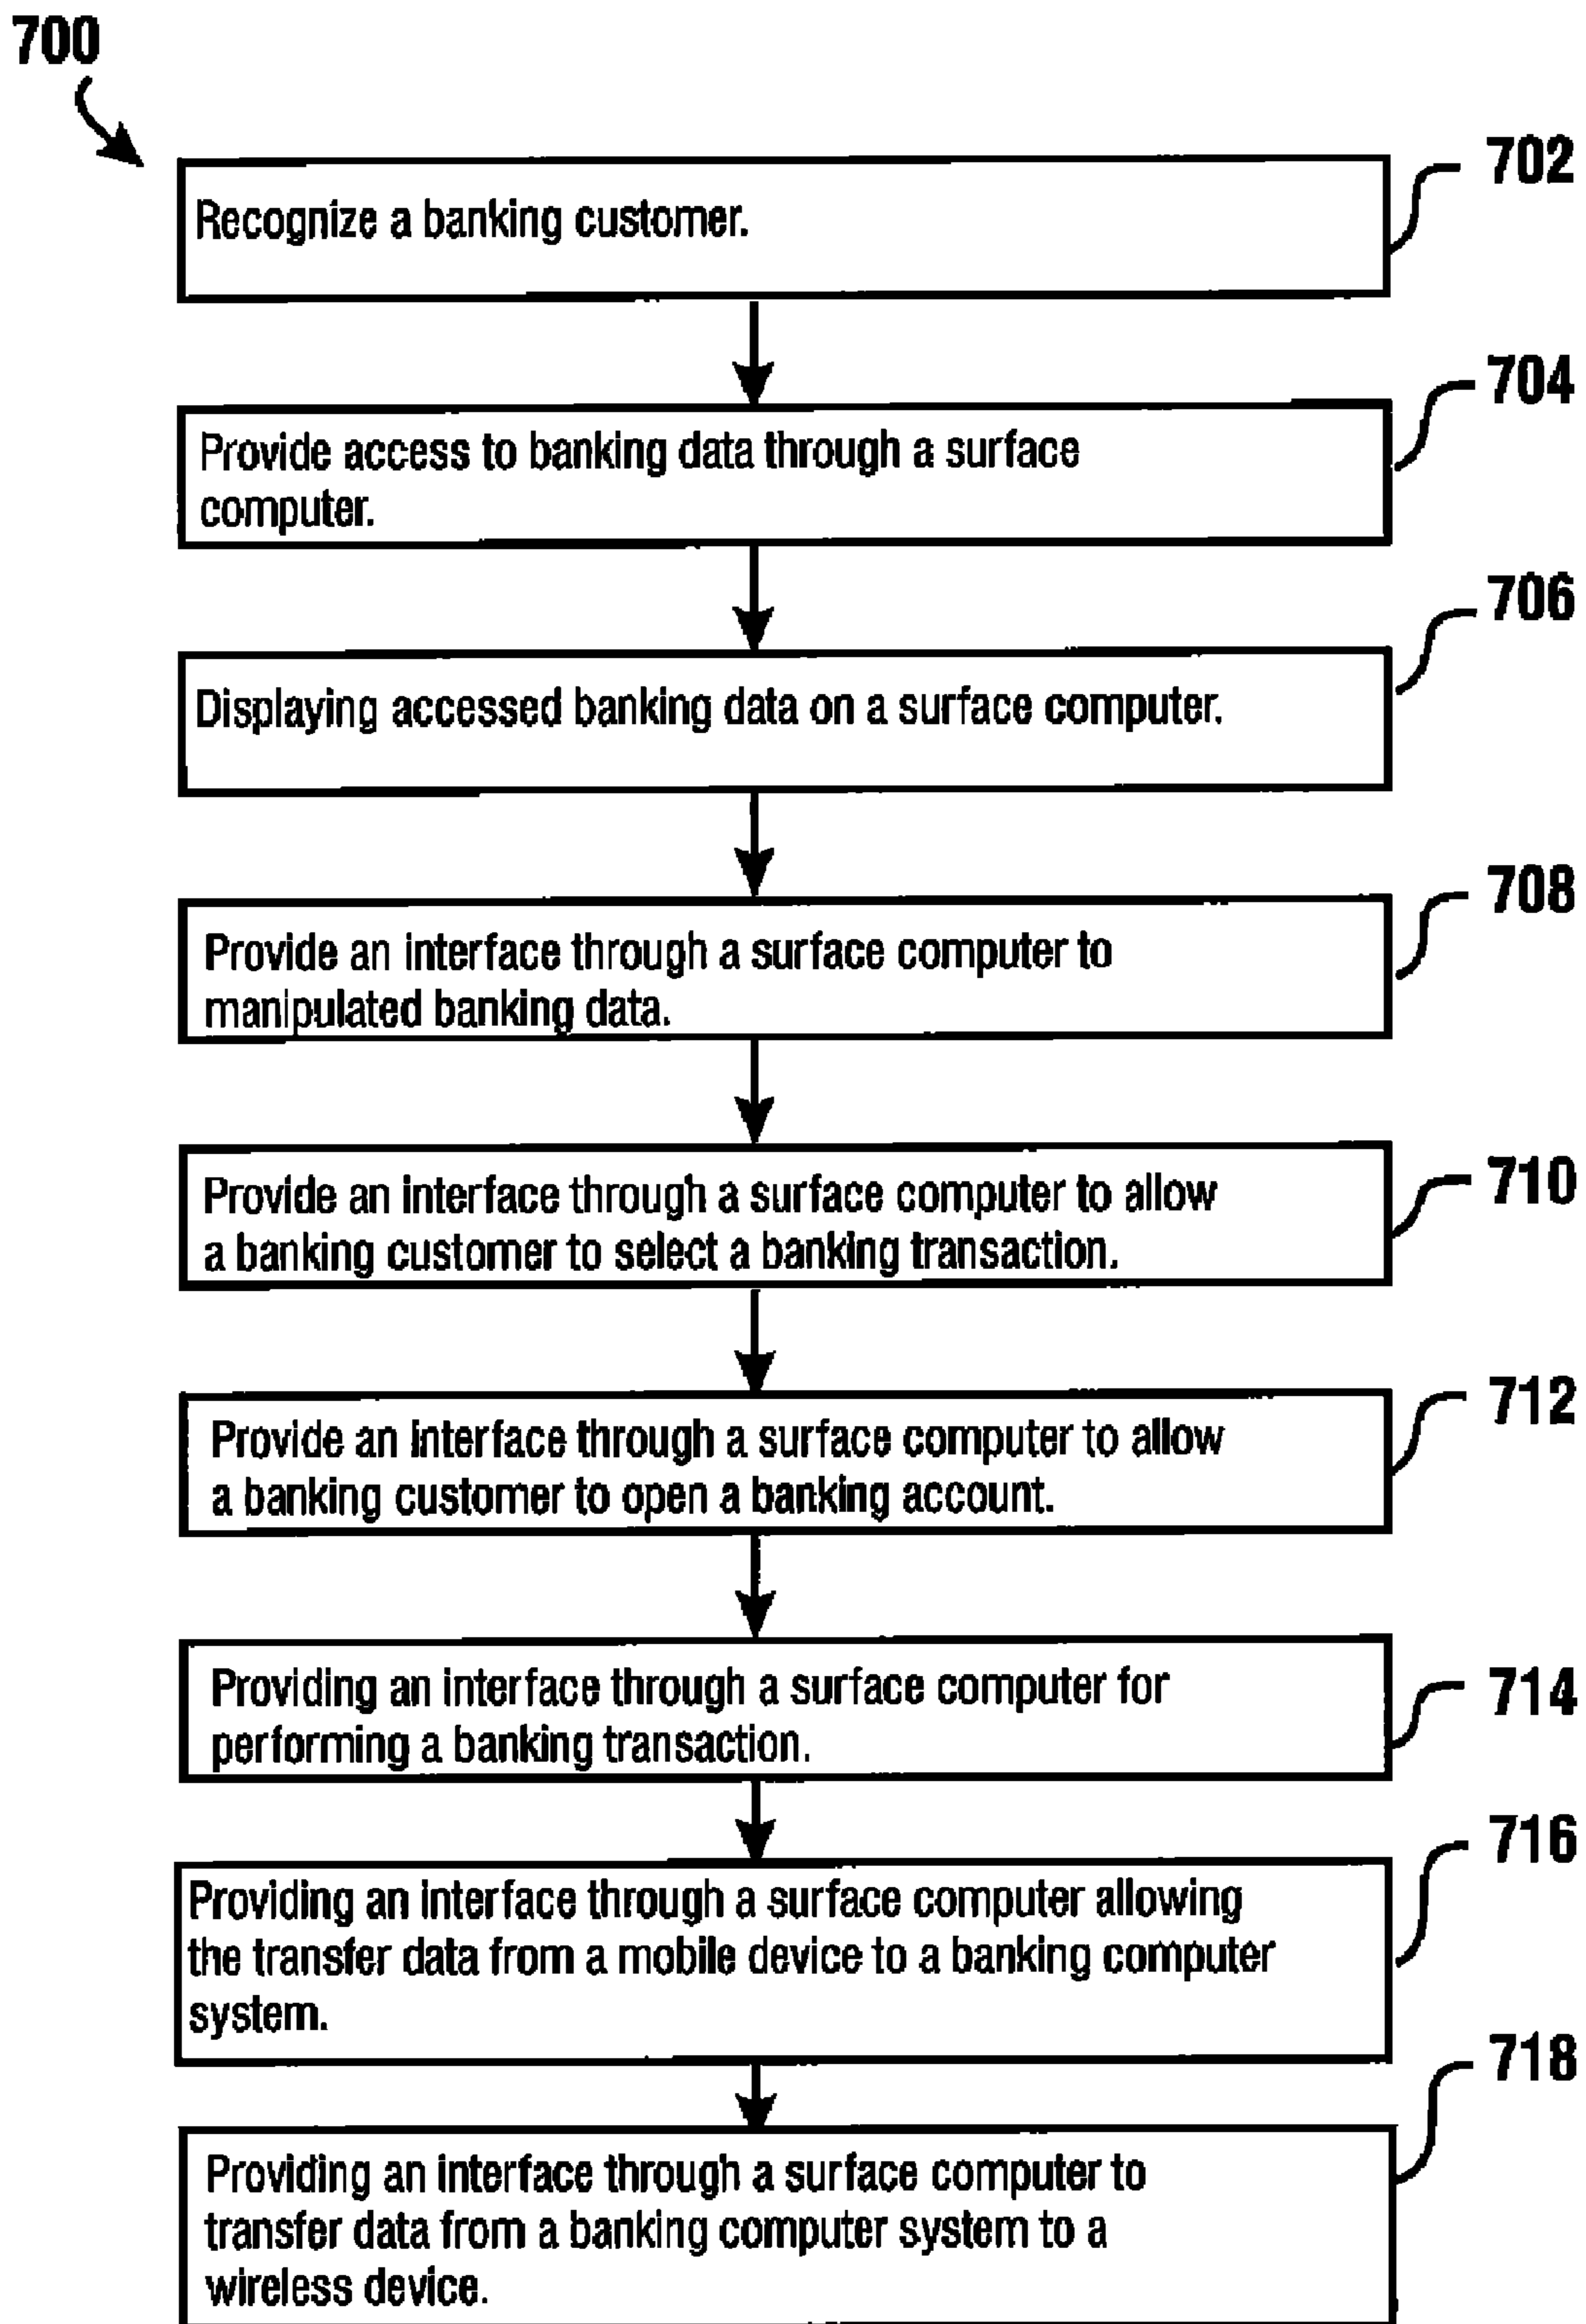 700
702
Recognize a banking customer.
704
Provide access to banking data through a surface
computer.
706
Displaying accessed banking data on a surface computer.
708
Provide an interface through a surface computer to
manipulated banking data.
710
Provide an interface through a surface computer to allow
a banking customer to select a banking transaction.
712
Provide an interface through a surface computer to allow
a banking customer to open a banking account.
714
Providing an interface through a surface computer for
performing a banking transaction.
716
Providing an interface through a surface computer allowing
the transfer data from a mobile device to a banking computer
system.
718
Providing an interface through a surface computer to
transfer data from a banking computer system to a
wireless device.